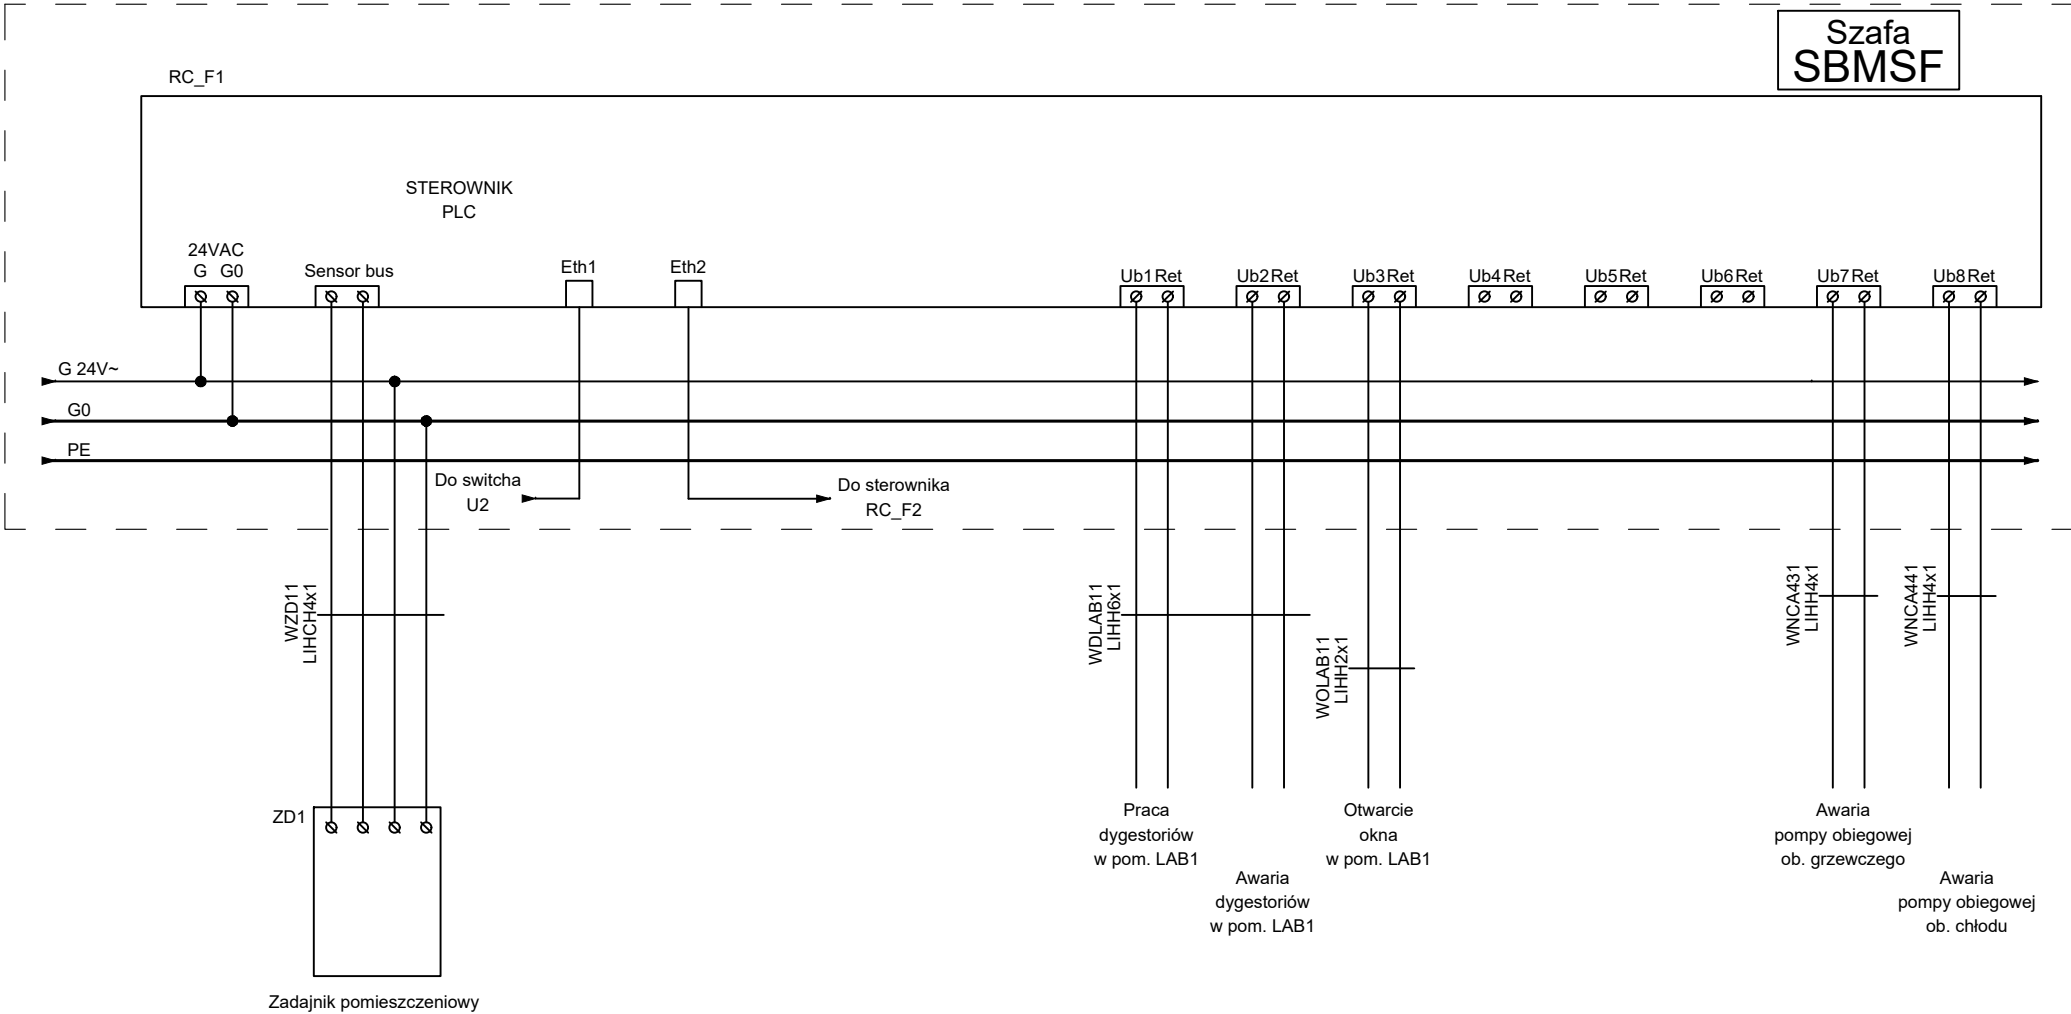 Szafa
SBMSF
RC_F1
STEROWNIK
PLC
24VAC
G G0
Sensor bus
Eth1
Eth2
Ub1 Ret
Ub2 Ret
Ub3 Ret
Ub4 Ret
Ub5 Ret
Ub6 Ret
Ub7 Ret
Ub8 Ret
G 24V~
G0
PE
Do switcha
U2
Do sterownika
RC_F2
WZD11
LIHCH4x1
WDLAB11
LIHH6x1
WOLAB11
LIHH2x1
WNCA431
LIHH4x1
WNCA441
LIHH4x1
ZD1
Zadajnik pomieszczeniowy
Praca
dygestoriów
w pom. LAB1
Awaria
dygestoriów
w pom. LAB1
Otwarcie
okna
w pom. LAB1
Awaria
pompy obiegowej
ob. grzewczego
Awaria
pompy obiegowej
ob. chłodu